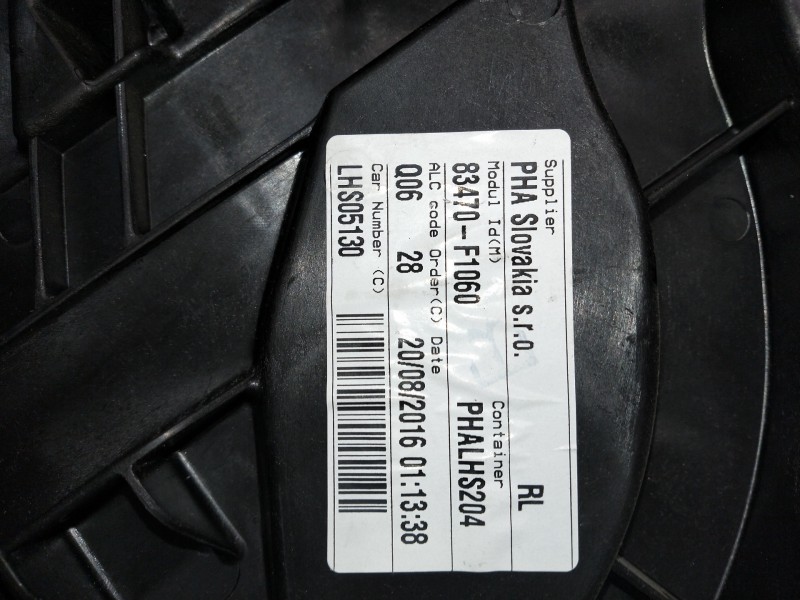 Supplier
PHA Slovakia s.r.o. RL
Modul Id(M) Container
83470-F1060 PHALHS204
ALC code Order(C) Date
Q06 28 20/08/2016 01:13:38
Car Number (C)
LHS05130